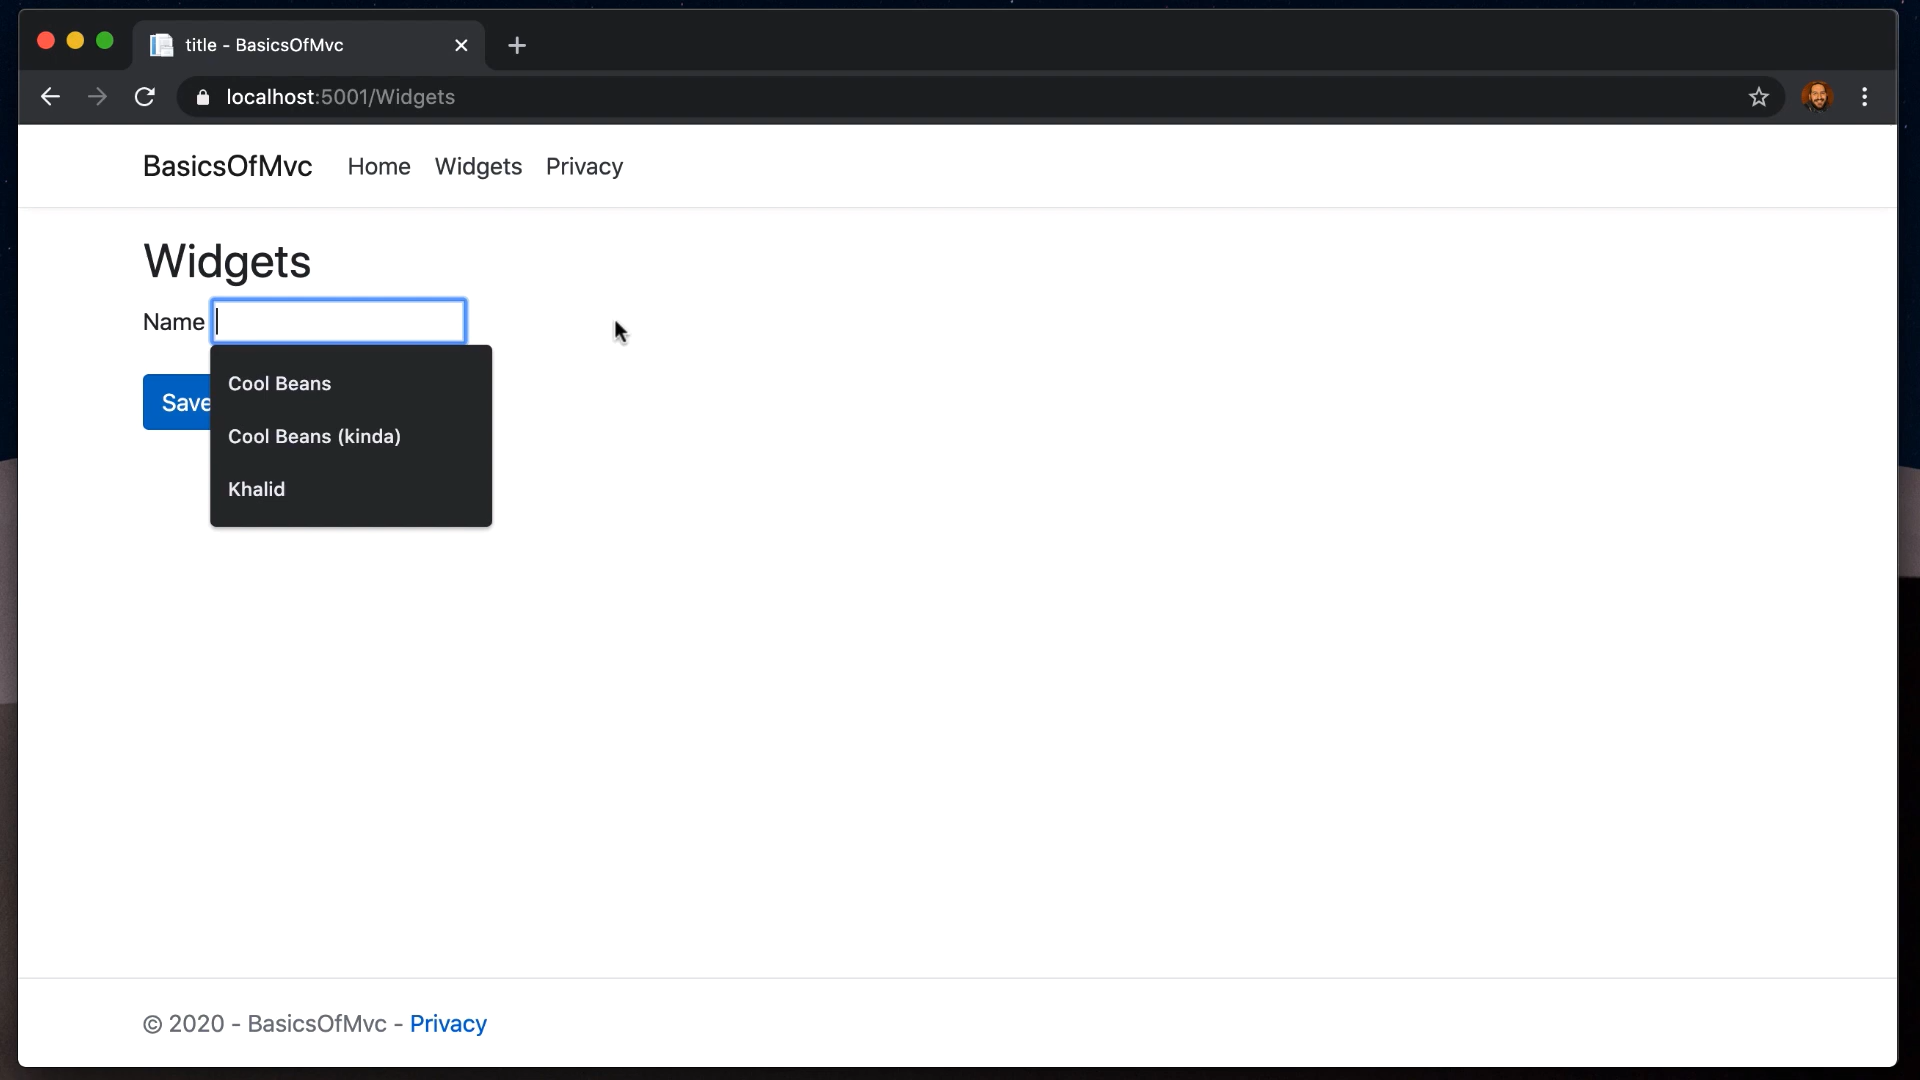 title - BasicsOfMvc
localhost:5001/Widgets
BasicsOfMvc Home Widgets Privacy
Widgets
Name
Save
Cool Beans
Cool Beans (kinda)
Khalid
© 2020 - BasicsOfMvc - Privacy